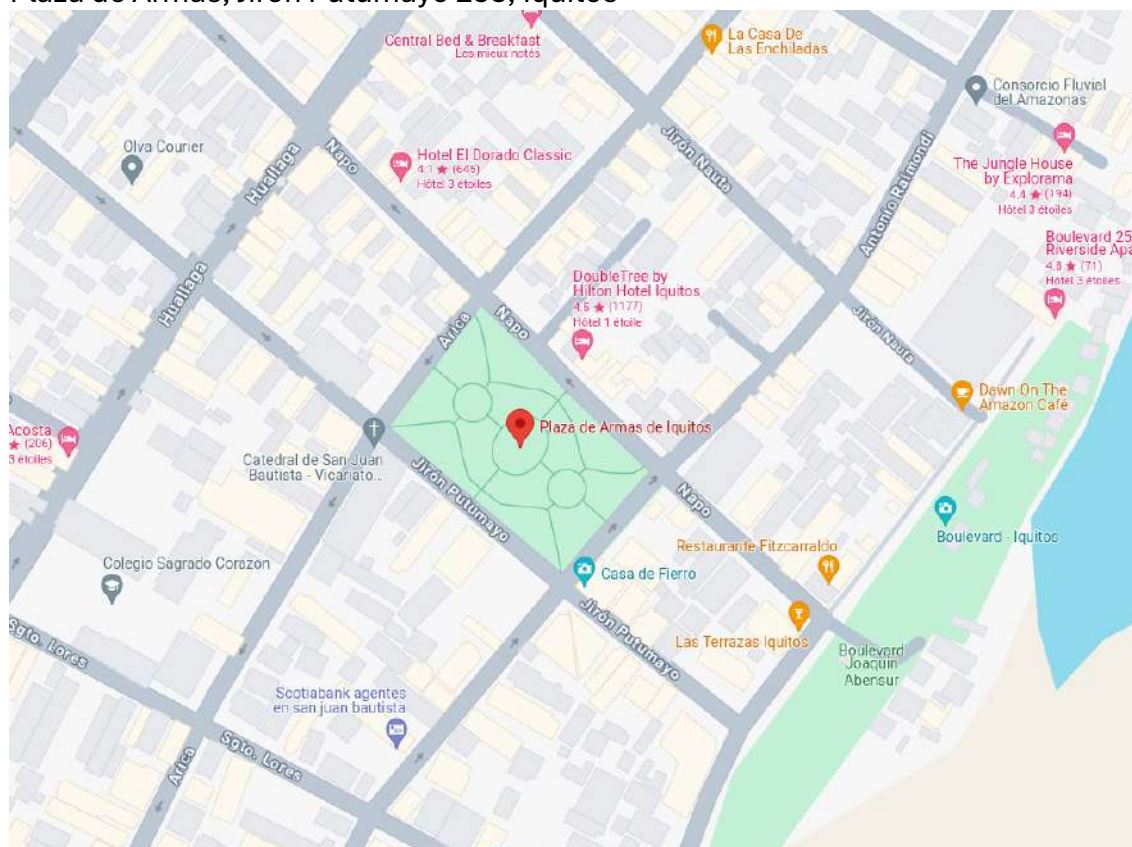 Plaza de Armas, Jirón Putumayo Iquitos
Central Bed & Breakfast
Les mieux notés
La Casa De
Las Enchiladas
Consorcio Fluvial
del Amazonas
Olva Courier
Huallaga
Napo
Hotel El Dorado Classic
4.1 ★ (645)
Hôtel 3 étoiles
Jirón Nauta
Antonio Raimondi
The Jungle House
by Explorama
4.4 ★ (194)
Hôtel 3 étoiles
Boulevard 25
Riverside Apa
4.8 ★ (71)
Hôtel 3 étoiles
Huallaga
DoubleTree by
Hilton Hotel Iquitos
4.5 ★ (1177)
Hôtel 1 étoile
Arica
Napo
Jirón Nauta
Dawn On The
Amazon Café
Acosta
★ (206)
3 étoiles
Plaza de Armas de Iquitos
Catedral de San Juan
Bautista - Vicariato...
Jirón Putumayo
Napo
Boulevard - Iquitos
Restaurante Fitzcarraldo
Colegio Sagrado Corazon
Casa de Fierro
Jirón Putumayo
Las Terrazas Iquitos
Sgto. Lores
Boulevard
Joaquin
Abensur
Scotiabank agentes
en san juan bautista
Sgto. Lores
Arica